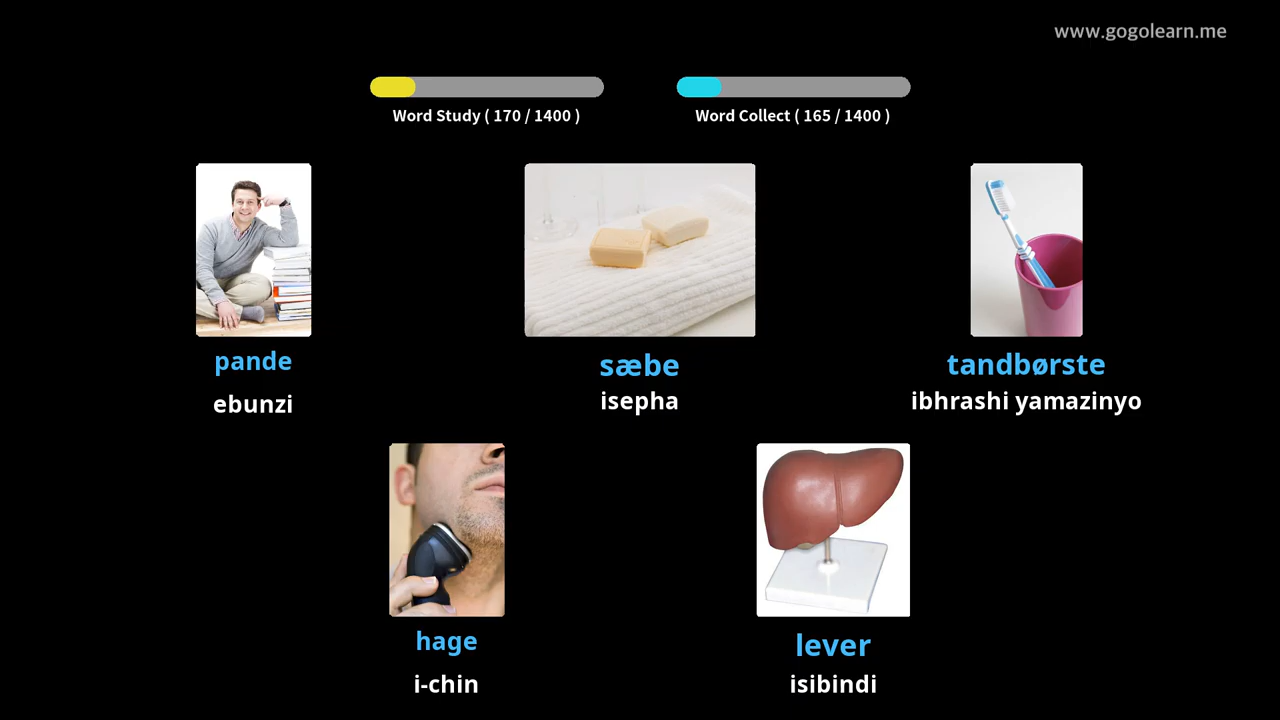 www.gogolearn.me
Word Study ( 170 / 1400 )
Word Collect ( 165 / 1400 )
pande
ebunzi
sæbe
isepha
tandbørste
ibhrashi yamazinyo
hage
i-chin
lever
isibindi